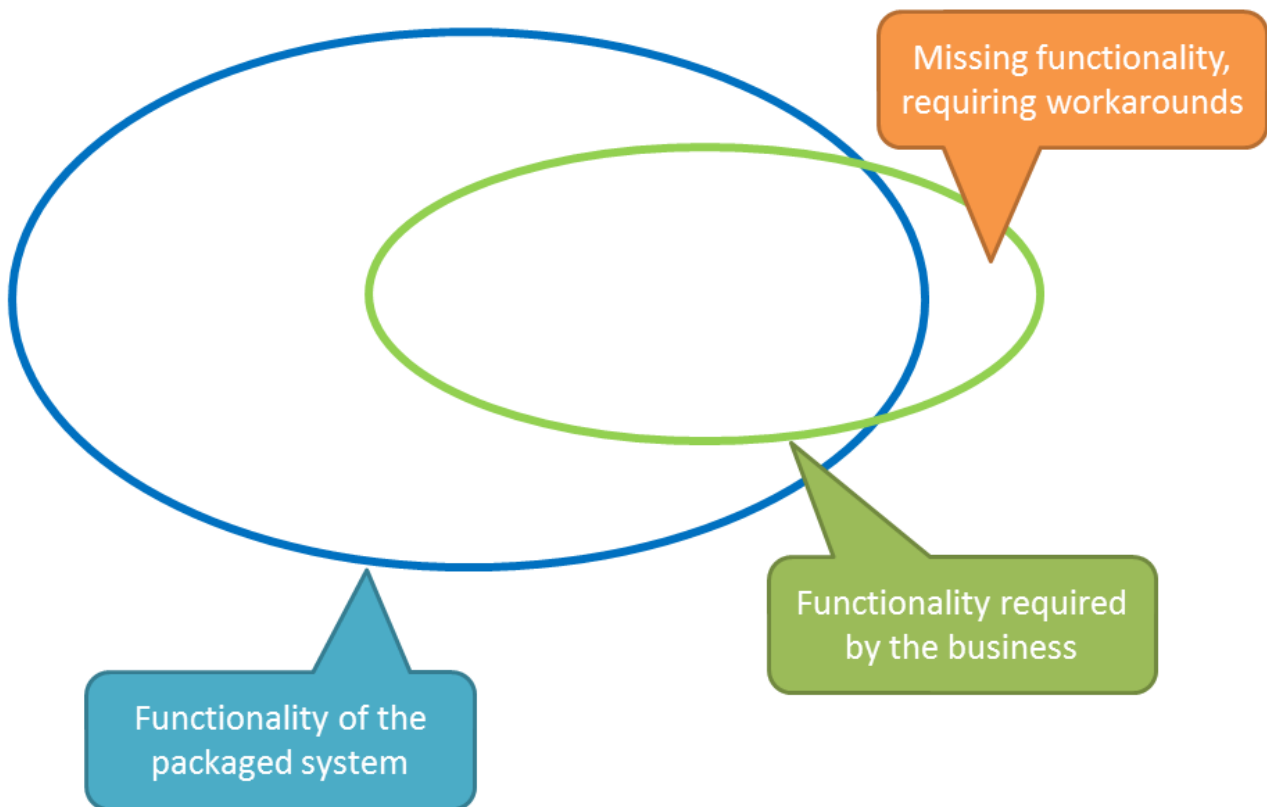 Missing functionality,
requiring workarounds
Functionality required
by the business
Functionality of the
packaged system